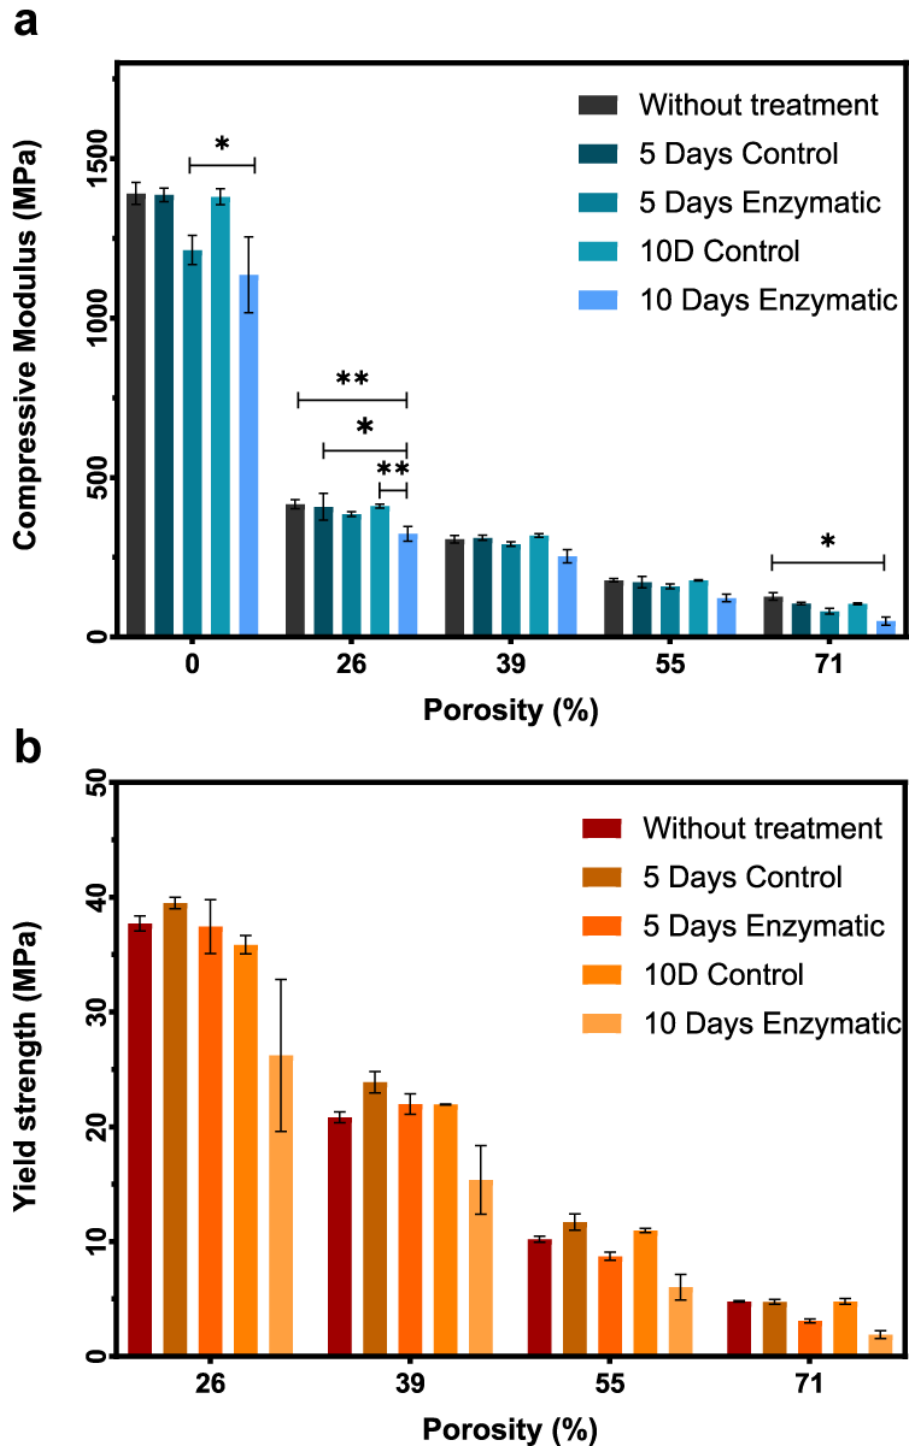 a
Compressive Modulus (MPa)
1500
1000
500
0
Without treatment
5 Days Control
5 Days Enzymatic
10D Control
10 Days Enzymatic
*
**
*
**
*
0 26 39 55 71
Porosity (%)
b
Yield strength (MPa)
50
40
30
20
10
0
Without treatment
5 Days Control
5 Days Enzymatic
10D Control
10 Days Enzymatic
26 39 55 71
Porosity (%)